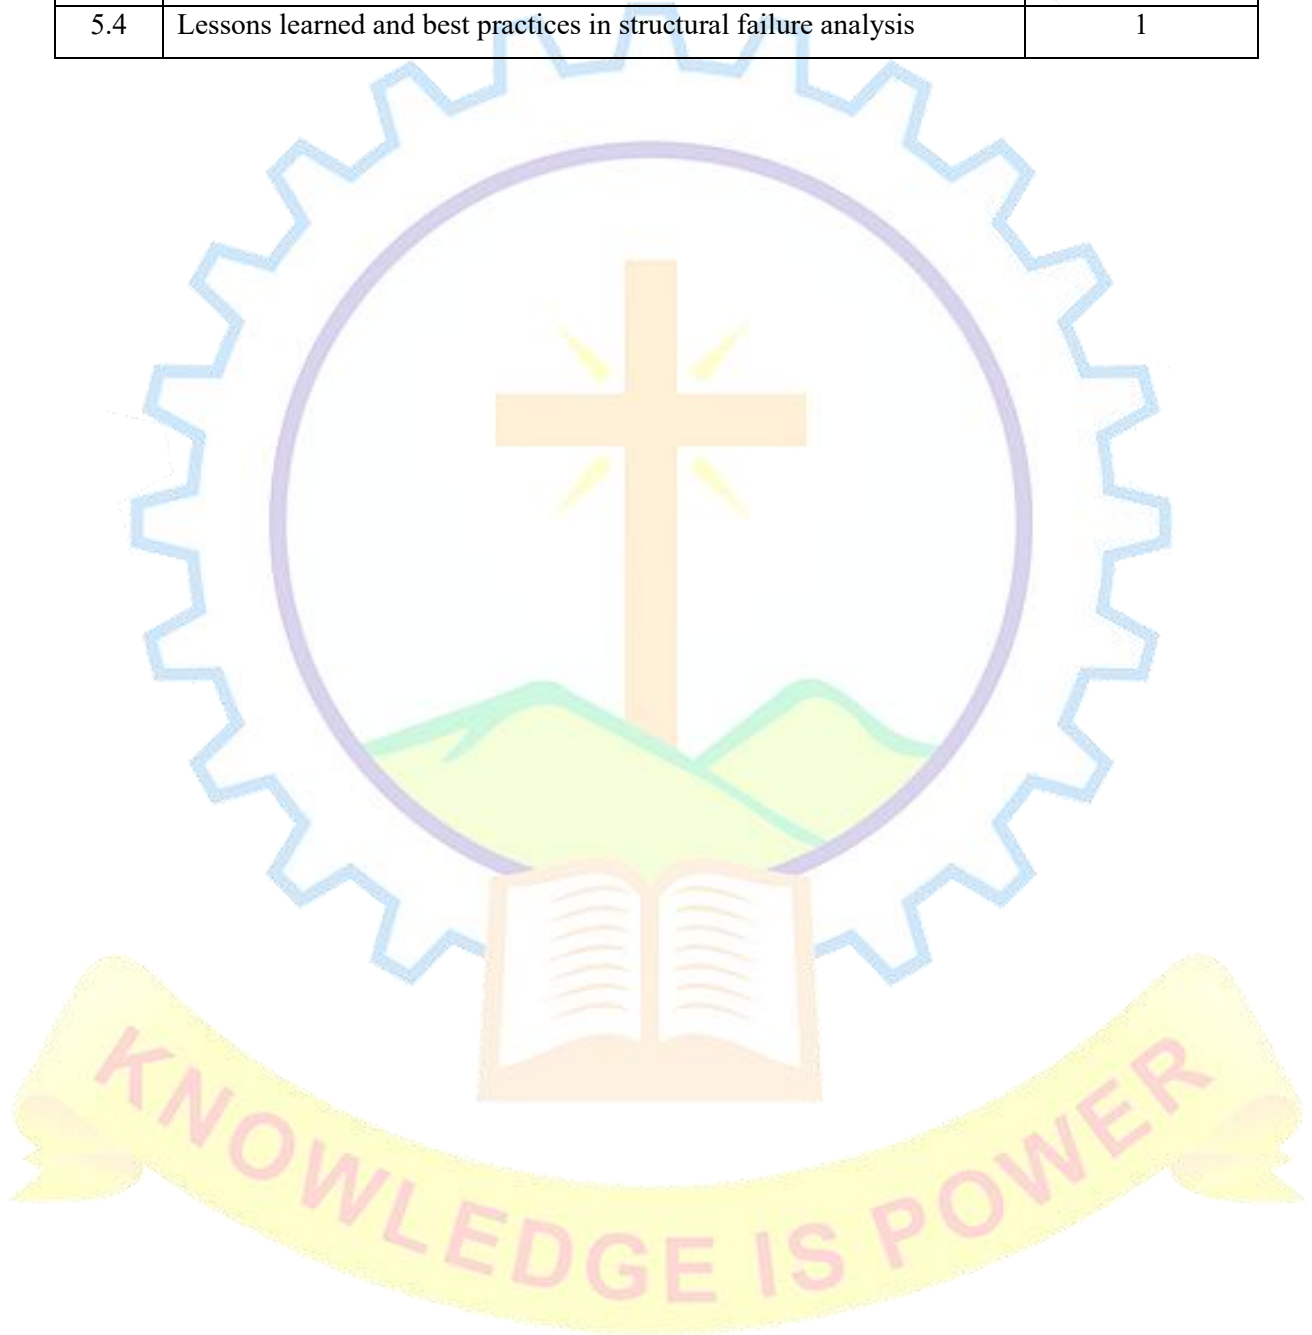 5.4 Lessons learned and best practices in structural failure analysis 1
KNOWLEDGE IS POWER